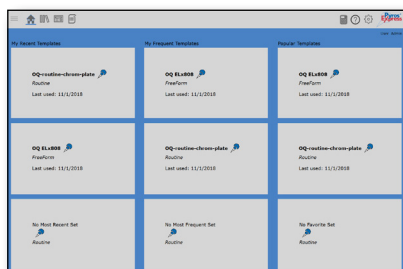 Pyros
Express
User: Admin
My Recent Templates
My Frequent Templates
Popular Templates
OQ-routine-chrom-plate
Routine
Last used: 11/1/2018
OQ ELx808
FreeForm
Last used: 11/1/2018
OQ ELx808
FreeForm
Last used: 11/1/2018
OQ ELx808
FreeForm
Last used: 11/1/2018
OQ-routine-chrom-plate
Routine
Last used: 11/1/2018
OQ-routine-chrom-plate
Routine
Last used: 11/1/2018
No Most Recent Set
Routine
No Most Frequent Set
Routine
No Favorite Set
Routine